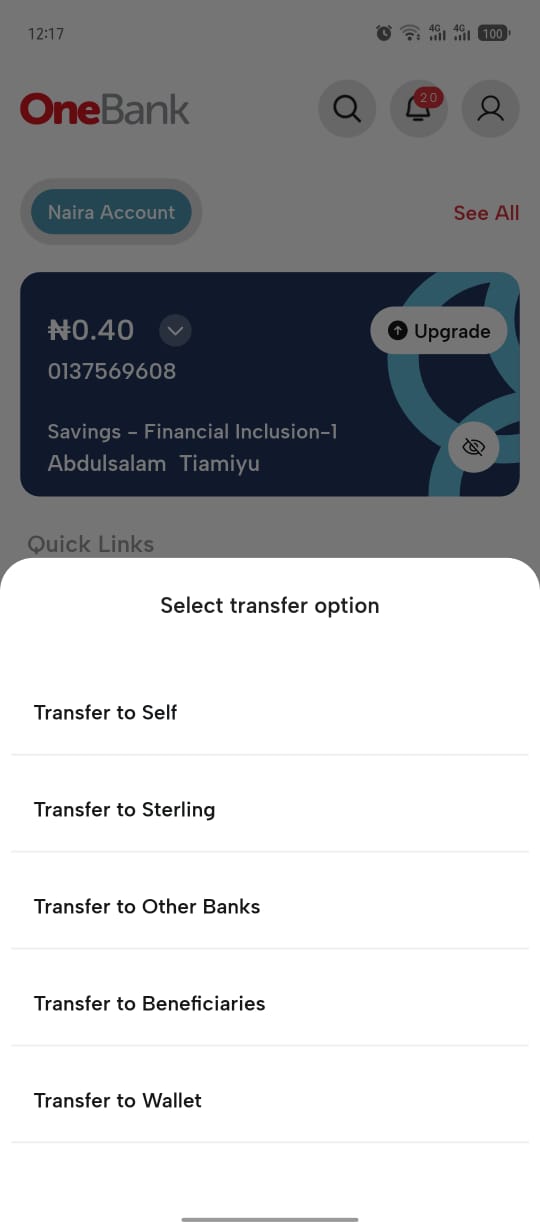 12:17
4G 4G 100
OneBank
20
Naira Account
See All
₦0.40
Upgrade
0137569608
Savings - Financial Inclusion-1
Abdulsalam Tiamiyu
Quick Links
Select transfer option
Transfer to Self
Transfer to Sterling
Transfer to Other Banks
Transfer to Beneficiaries
Transfer to Wallet